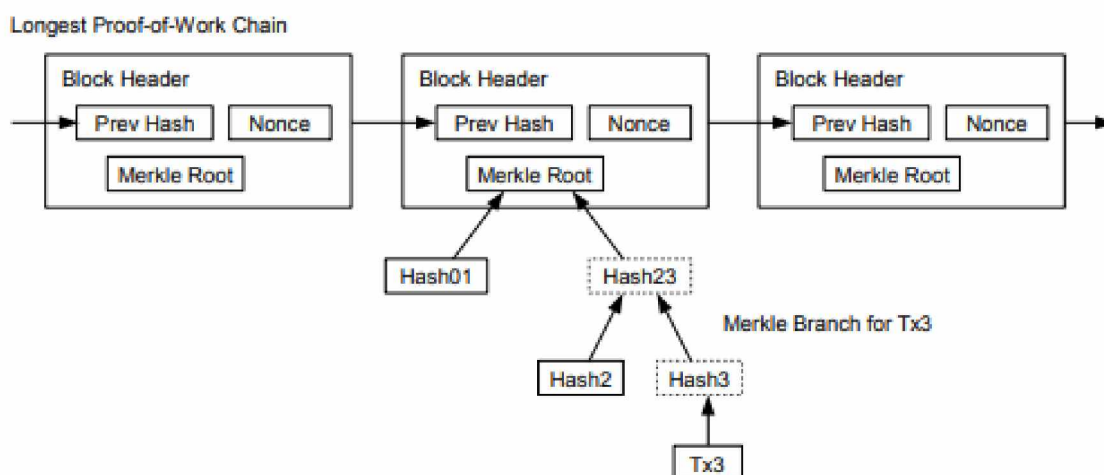 Longest Proof-of-Work Chain
Block Header
Prev Hash
Nonce
Merkle Root
Block Header
Prev Hash
Nonce
Merkle Root
Block Header
Prev Hash
Nonce
Merkle Root
Hash01
Hash23
Merkle Branch for Tx3
Hash2
Hash3
Tx3